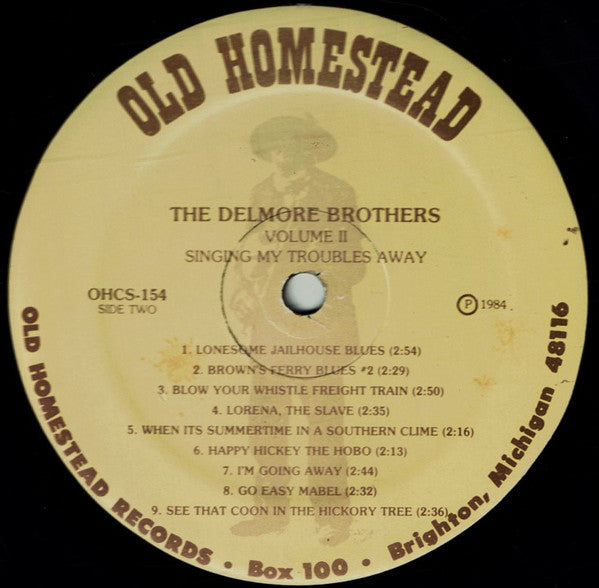 OLD HOMESTEAD
THE DELMORE BROTHERS
VOLUME II
SINGING MY TROUBLES AWAY
OHCS-154
SIDE TWO
℗ 1984
1. LONESOME JAILHOUSE BLUES (2:54)
2. BROWN'S FERRY BLUES #2 (2:29)
3. BLOW YOUR WHISTLE FREIGHT TRAIN (2:50)
4. LORENA, THE SLAVE (2:35)
5. WHEN ITS SUMMERTIME IN A SOUTHERN CLIME (2:16)
6. HAPPY HICKEY THE HOBO (2:13)
7. I'M GOING AWAY (2:44)
8. GO EASY MABEL (2:32)
9. SEE THAT COON IN THE HICKORY TREE (2:36)
OLD HOMESTEAD RECORDS • Box 100 • Brighton, Michigan 48116